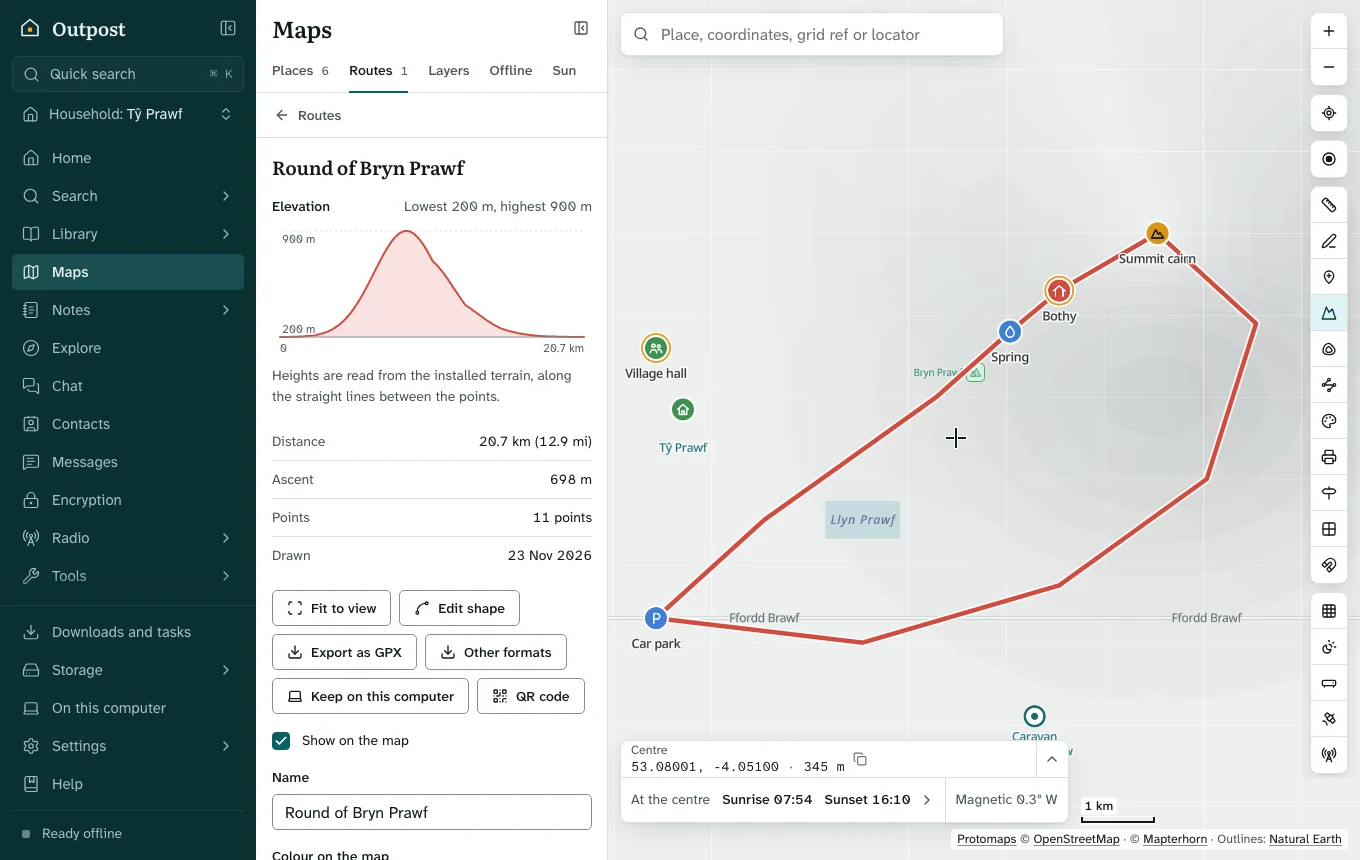 Outpost
Quick search ⌘ K
Household: Tŷ Prawf
Home
Search
Library
Maps
Notes
Explore
Chat
Contacts
Messages
Encryption
Radio
Tools
Downloads and tasks
Storage
On this computer
Settings
Help
Ready offline
Maps
Places 6 Routes 1 Layers Offline Sun
Routes
Round of Bryn Prawf
Elevation Lowest 200 m, highest 900 m
900 m
200 m
0 20.7 km
Heights are read from the installed terrain, along
the straight lines between the points.
Distance 20.7 km (12.9 mi)
Ascent 698 m
Points 11 points
Drawn 23 Nov 2026
Fit to view Edit shape
Export as GPX Other formats
Keep on this computer QR code
Show on the map
Name
Round of Bryn Prawf
Colour on the map
Place, coordinates, grid ref or locator
Summit cairn
Bothy
Spring
Village hall
Bryn Prawf
Tŷ Prawf
Llyn Prawf
P
Ffordd Brawf Ffordd Brawf
Car park
Caravan
Centre
53.08001, -4.05100 · 345 m
At the centre Sunrise 07:54 Sunset 16:10 Magnetic 0.3° W
1 km
Protomaps © OpenStreetMap · © Mapterhorn · Outlines: Natural Earth